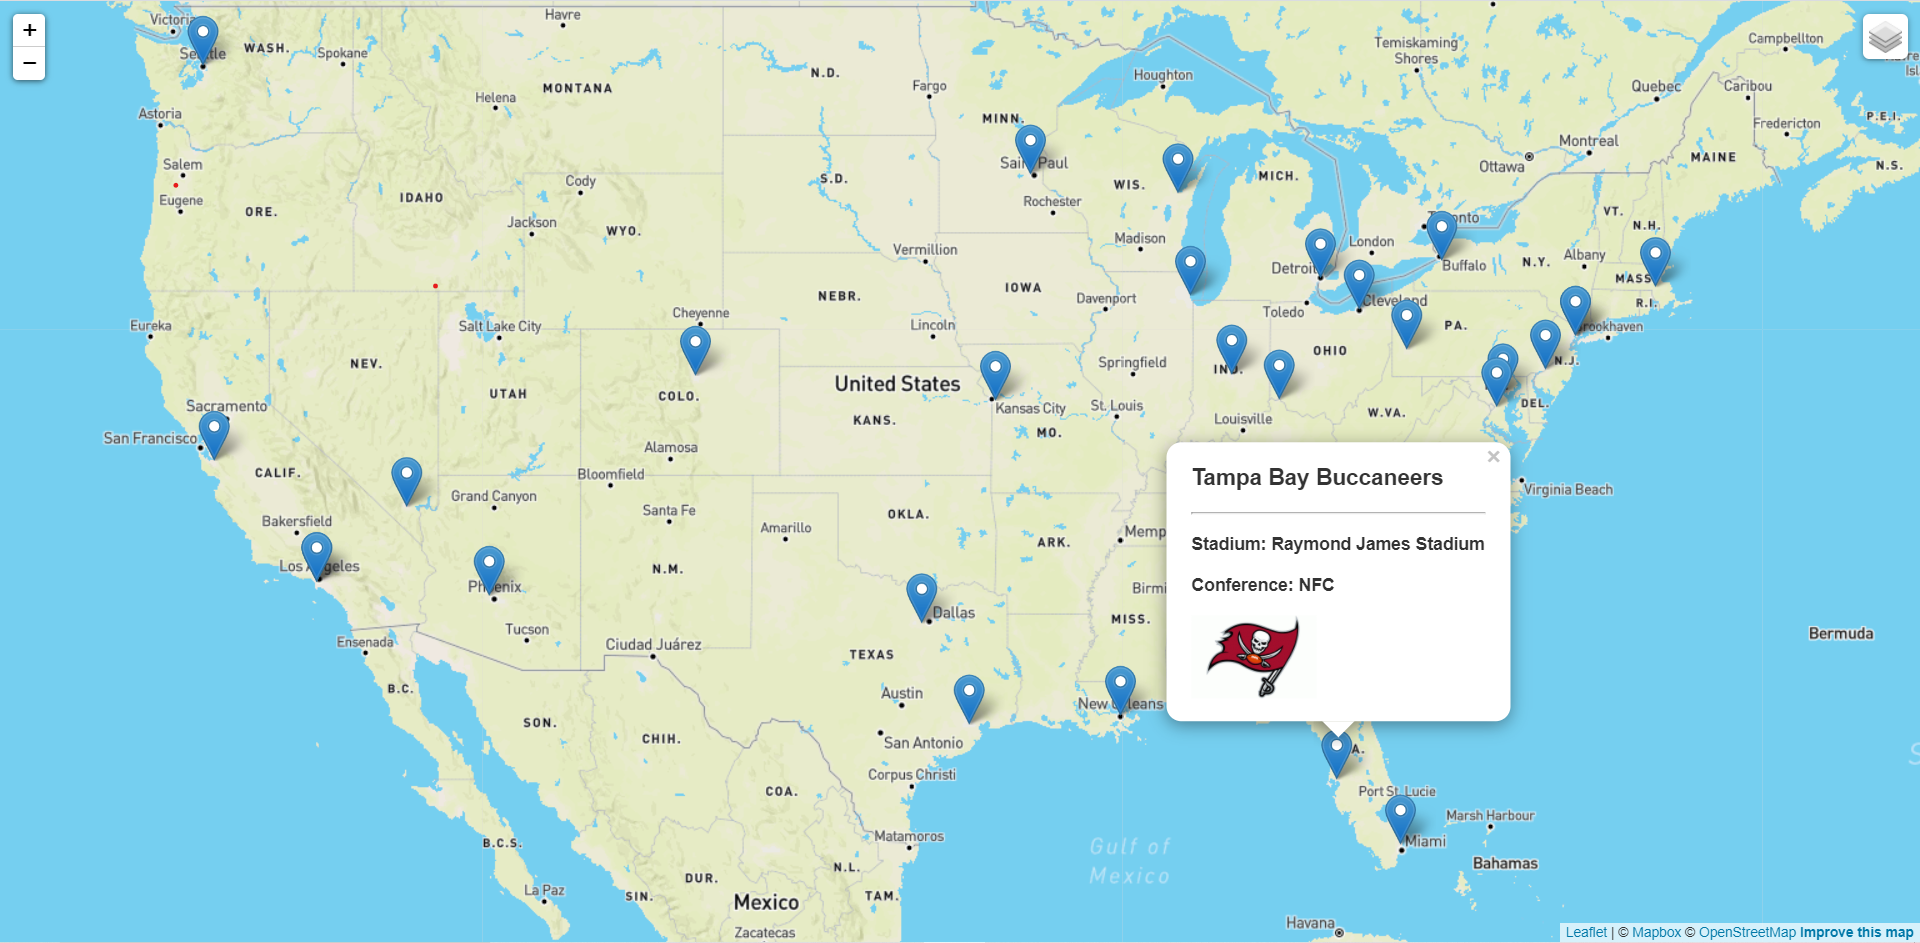 +
−
Victoria
Seattle
WASH.
Spokane
Havre
Helena
MONTANA
N.D.
Fargo
MINN.
Houghton
Temiskaming
Shores
Campbellton
Quebec
Caribou
Fredericton
P.E.I.
Astoria
Salem
Eugene
ORE.
IDAHO
Cody
Jackson
WYO.
S.D.
Saint Paul
Rochester
WIS.
MICH.
Ottawa
Montreal
MAINE
N.S.
Toronto
VT.
N.H.
Vermillion
Madison
Detroit
London
Buffalo
N.Y.
Albany
MASS.
R.I.
Eureka
Salt Lake City
Cheyenne
NEBR.
Lincoln
IOWA
Davenport
Toledo
Cleveland
PA.
Brookhaven
NEV.
UTAH
COLO.
United States
KANS.
Kansas City
MO.
Springfield
St. Louis
IND.
OHIO
Louisville
W.VA.
N.J.
DEL.
Sacramento
San Francisco
CALIF.
Alamosa
Bloomfield
Grand Canyon
Bakersfield
Santa Fe
Amarillo
OKLA.
ARK.
Virginia Beach
Los Angeles
Phoenix
N.M.
Tucson
Ensenada
Ciudad Juárez
Dallas
TEXAS
MISS.
Bermuda
B.C.
SON.
CHIH.
Austin
San Antonio
New Orleans
Corpus Christi
COA.
Matamoros
B.C.S.
La Paz
SIN.
DUR.
N.L.
TAM.
Mexico
Zacatecas
Gulf of
Mexico
Port St. Lucie
Miami
Marsh Harbour
Bahamas
Havana
×
Tampa Bay Buccaneers
Stadium: Raymond James Stadium
Conference: NFC
Leaflet | © Mapbox © OpenStreetMap Improve this map